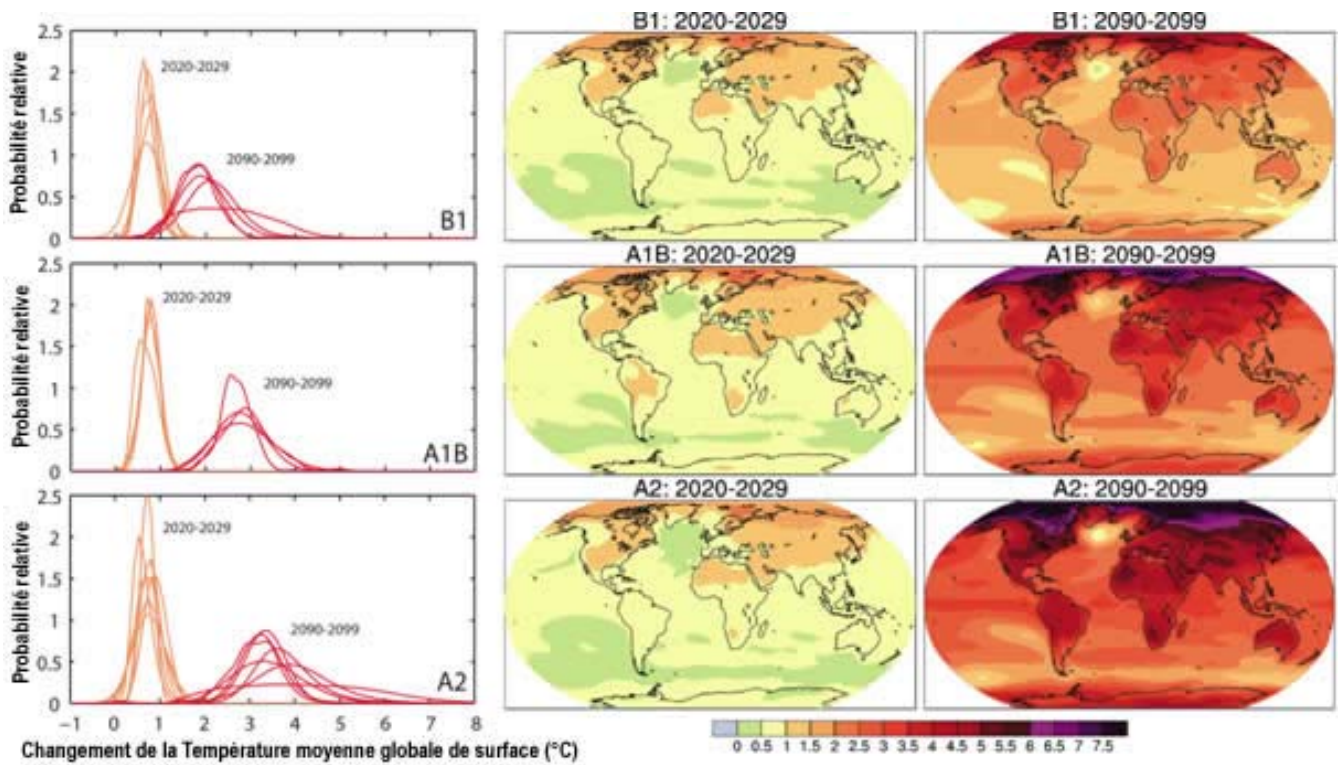 B1: 2020-2029
B1: 2090-2099
Probabilité relative
2.5
2
1.5
1
0.5
0
2020-2029
2090-2099
B1
A1B: 2020-2029
A1B: 2090-2099
Probabilité relative
2.5
2
1.5
1
0.5
0
2020-2029
2090-2099
A1B
A2: 2020-2029
A2: 2090-2099
Probabilité relative
2.5
2
1.5
1
0.5
0
2020-2029
2090-2099
A2
-1 0 1 2 3 4 5 6 7 8
Changement de la Tempèrature moyenne globale de surface (°C)
0 0.5 1 1.5 2 2.5 3 3.5 4 4.5 5 5.5 6 6.5 7 7.5